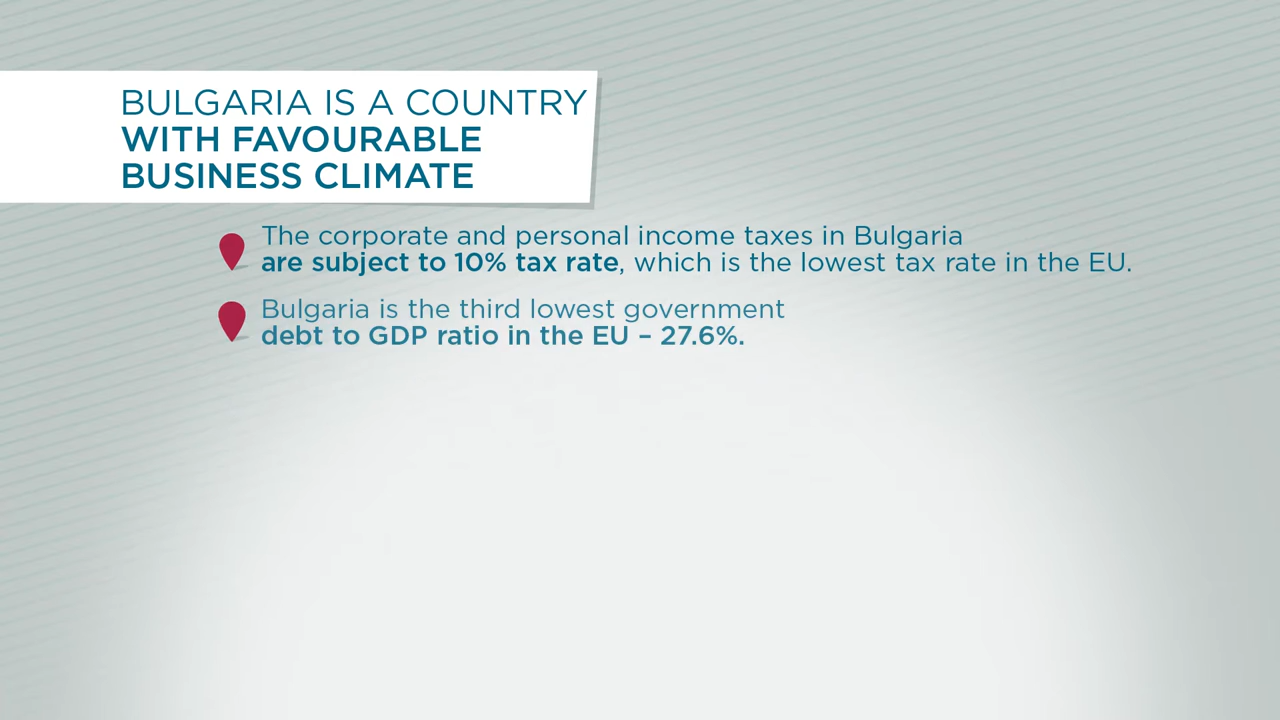 BULGARIA IS A COUNTRY
WITH FAVOURABLE
BUSINESS CLIMATE
The corporate and personal income taxes in Bulgaria
are subject to 10% tax rate, which is the lowest tax rate in the EU.
Bulgaria is the third lowest government
debt to GDP ratio in the EU – 27.6%.